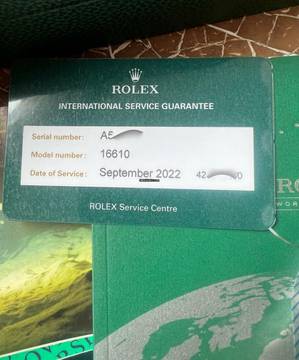 ROLEX
INTERNATIONAL SERVICE GUARANTEE
Serial number: A5
Model number: 16610
Date of Service: September 2022 42 0
ROLEX Service Centre